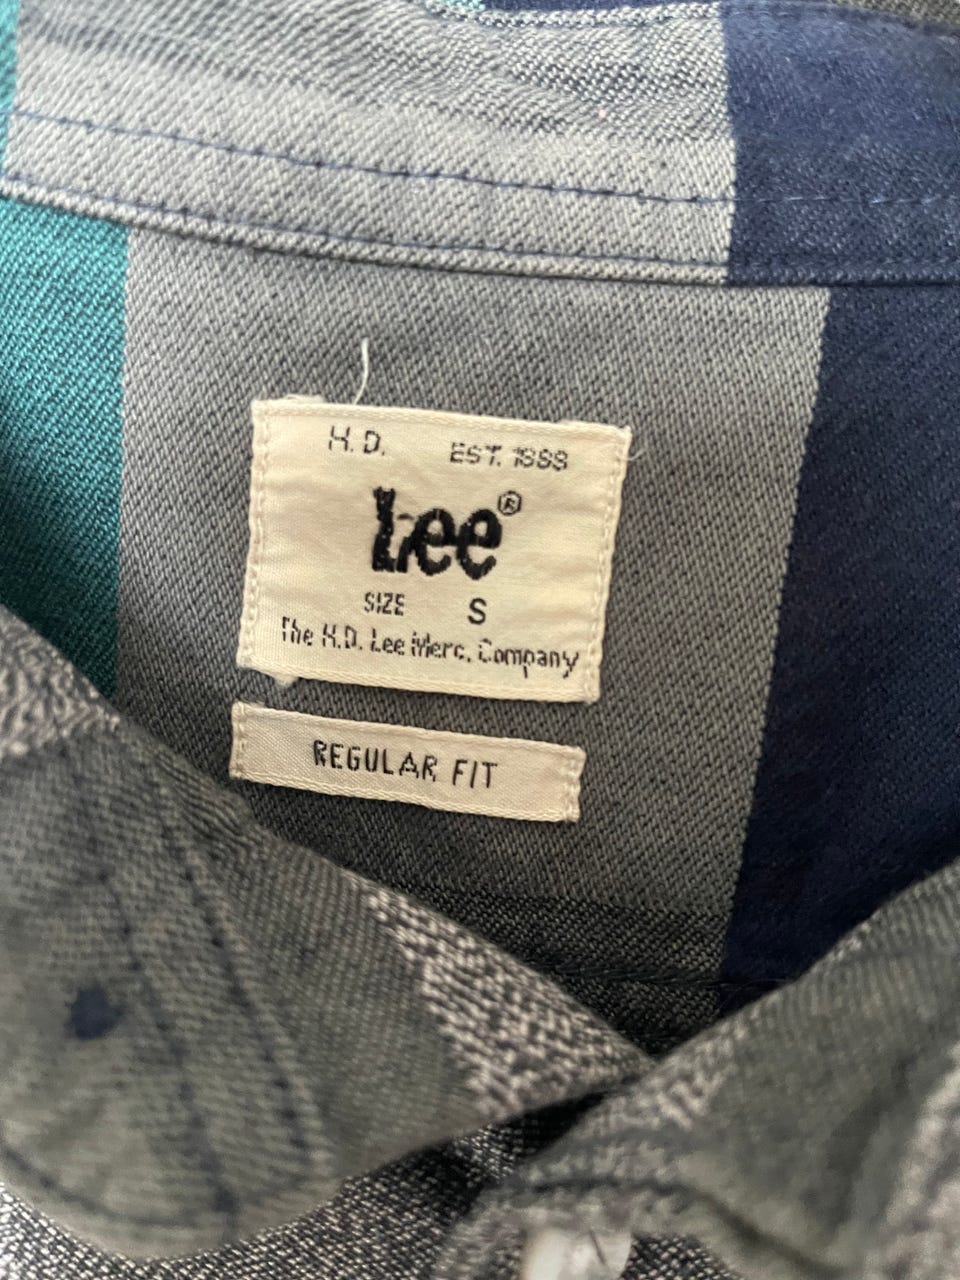 H.D. EST. 1889
Lee®
SIZE S
The H.D. Lee Merc. Company
REGULAR FIT